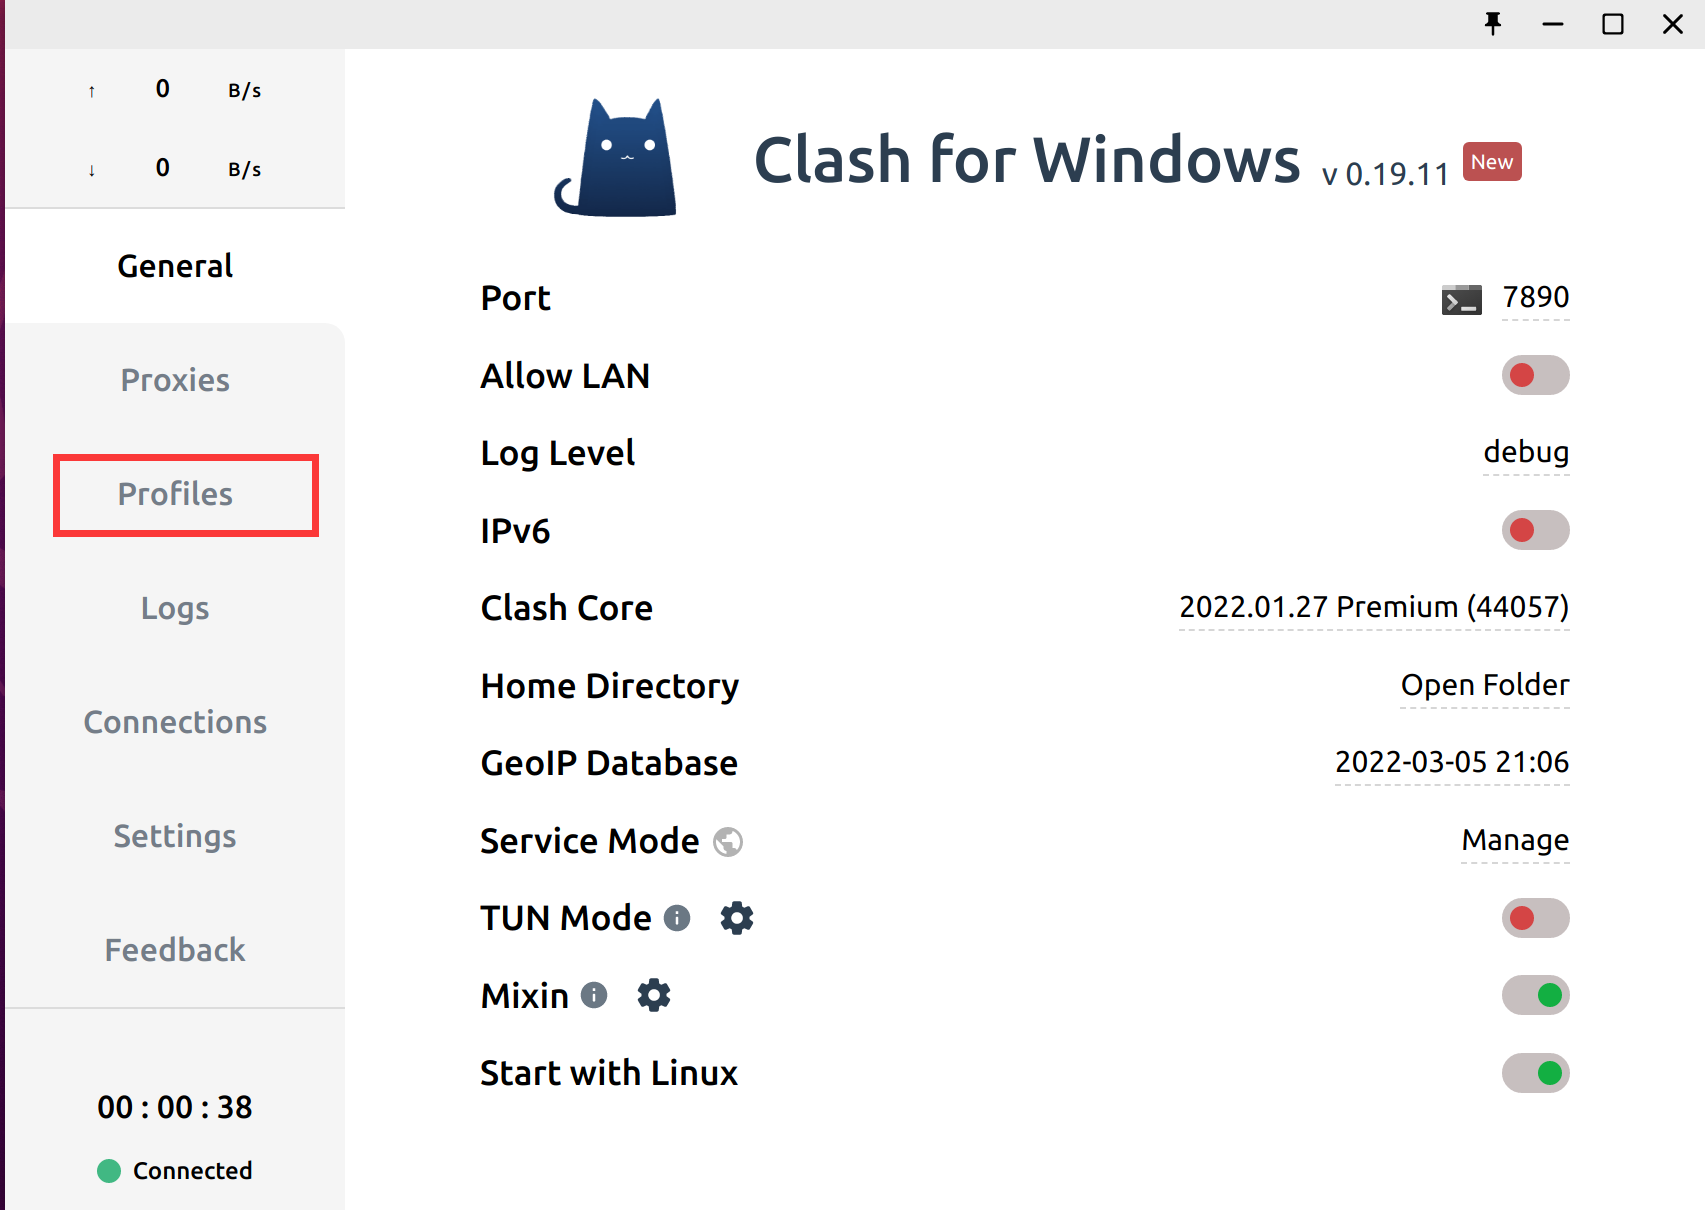 ↑ 0 B/s
↓ 0 B/s
General
Proxies
Profiles
Logs
Connections
Settings
Feedback
00 : 00 : 38
Connected
Clash for Windows v 0.19.11 New
Port 7890
Allow LAN
Log Level debug
IPv6
Clash Core 2022.01.27 Premium (44057)
Home Directory Open Folder
GeoIP Database 2022-03-05 21:06
Service Mode Manage
TUN Mode
Mixin
Start with Linux